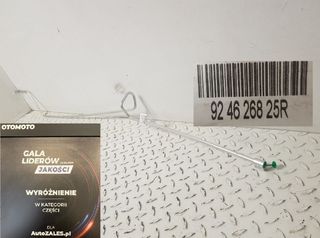 92 46 268 25R
OTOMOTO
GALA
LIDERÓW
JAKOŚCI
WYRÓŻNIENIE
W KATEGORII
CZĘŚCI
DLA
AutoZALES.pl